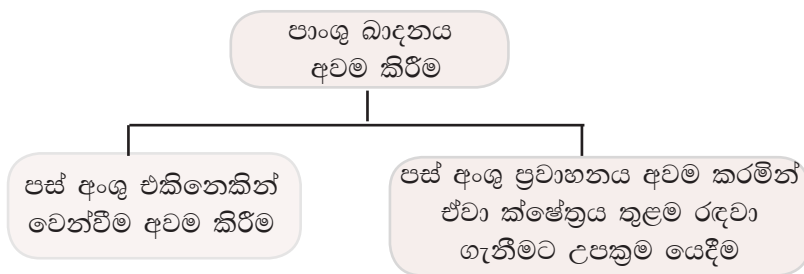 පාංශු ඛාදනය
අවම කිරීම
පස් අංශු එකිනෙකින්
වෙන්වීම අවම කිරීම
පස් අංශු ප්‍රවාහනය අවම කරමින්
ඒවා ක්ෂේත්‍රය තුළම රඳවා
ගැනීමට උපක්‍රම යෙදීම